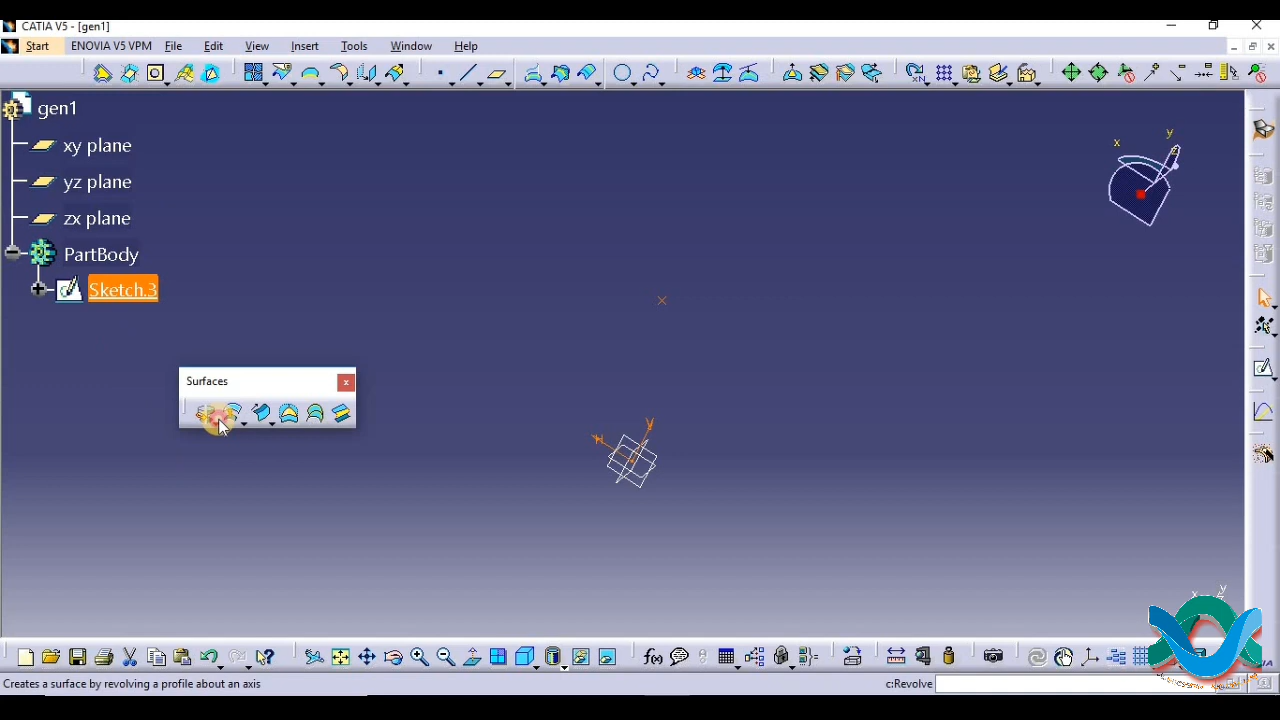 CATIA V5 - [gen1]
Start ENOVIA V5 VPM File Edit View Insert Tools Window Help
gen1
xy plane
yz plane
zx plane
PartBody
Sketch.3
x y z
Surfaces
H y
x y
Creates a surface by revolving a profile about an axis
c:Revolve